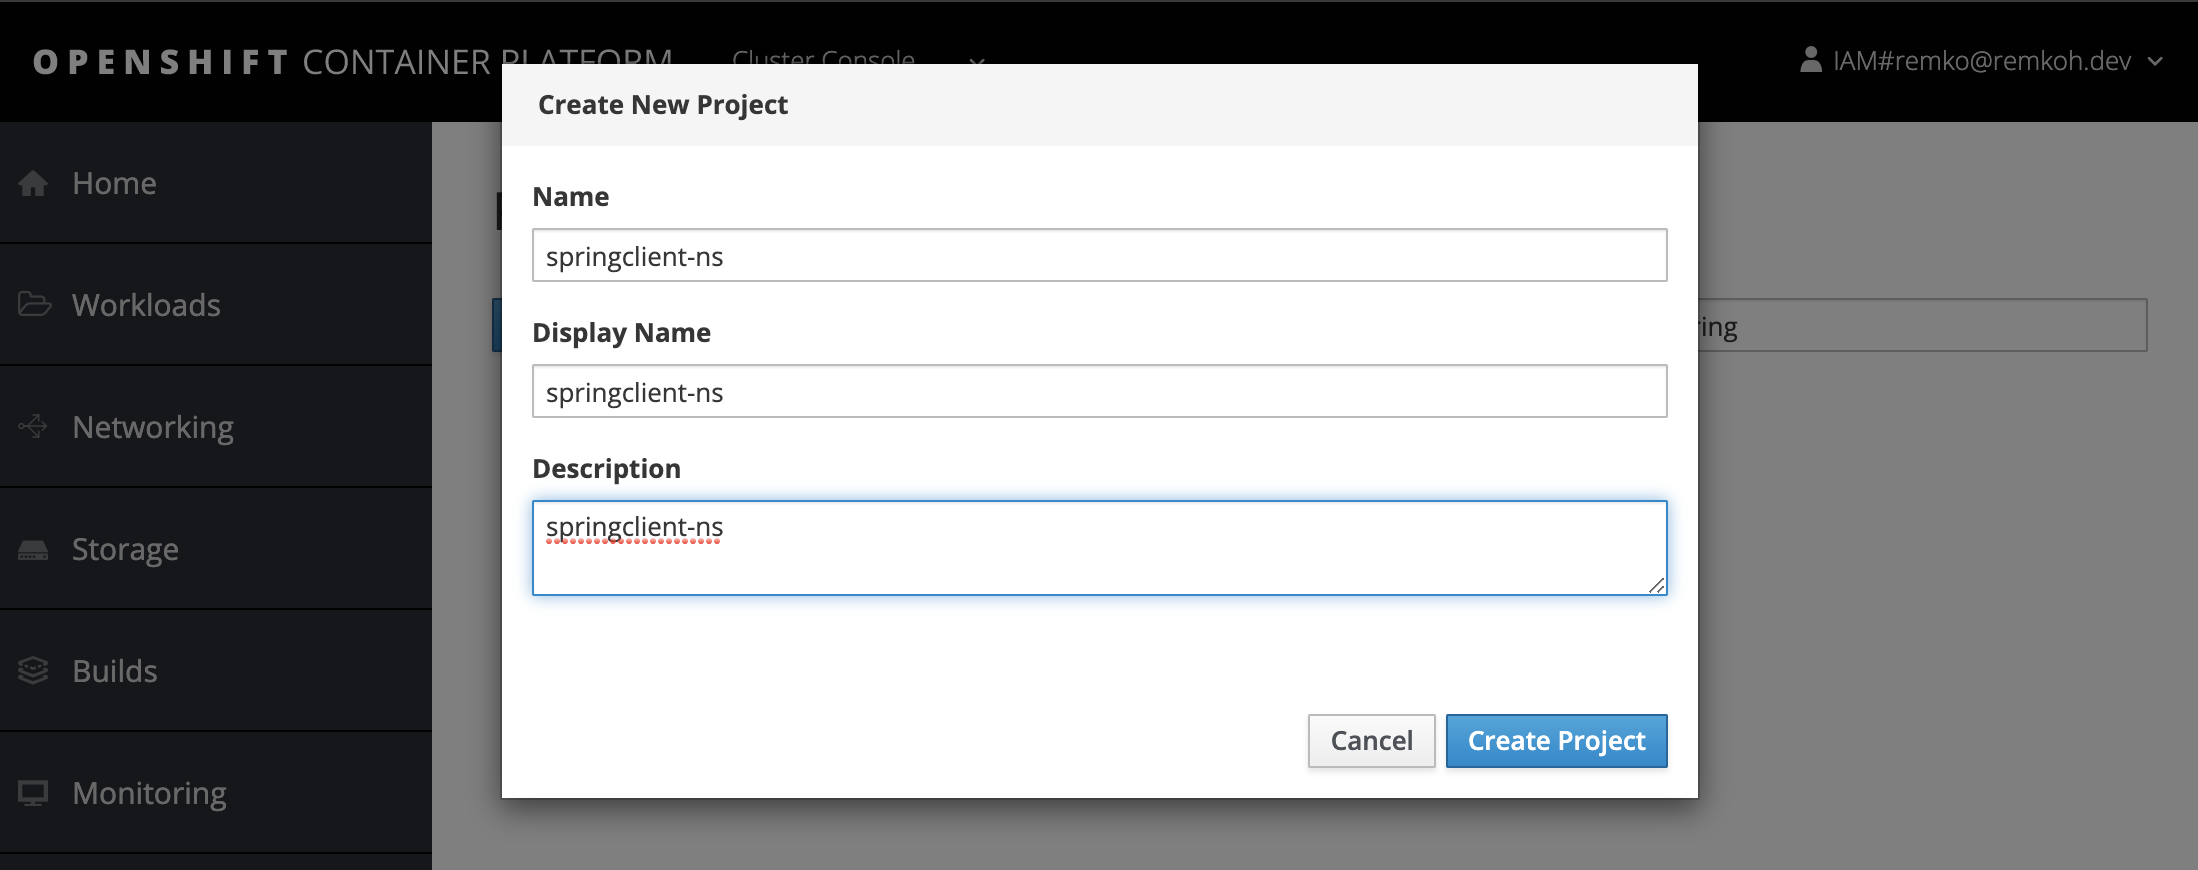 OPENSHIFT CONTAINER PLATFORM
Cluster Console
IAM#remko@remkoh.dev
Home
Workloads
Networking
Storage
Builds
Monitoring
Create New Project
Name
springclient-ns
Display Name
springclient-ns
Description
springclient-ns
Cancel
Create Project
ring